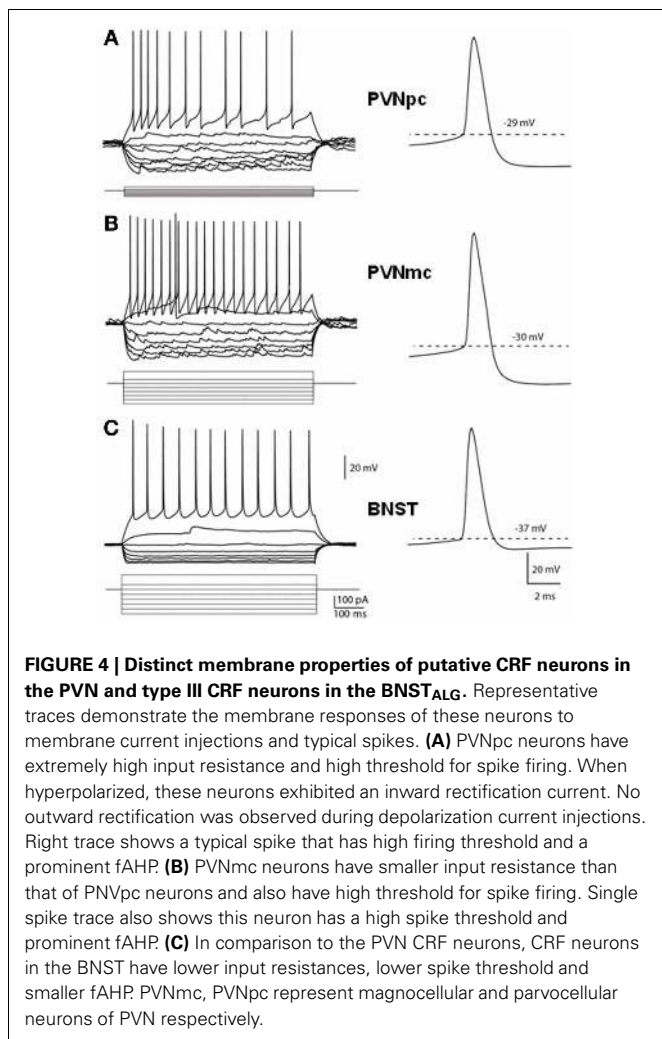 A
PVNpc
-29 mV
B
PVNmc
-30 mV
C
20 mV
BNST
-37 mV
100 pA
100 ms
20 mV
2 ms
FIGURE 4 | Distinct membrane properties of putative CRF neurons in
the PVN and type III CRF neurons in the BNSTALG. Representative
traces demonstrate the membrane responses of these neurons to
membrane current injections and typical spikes. (A) PVNpc neurons have
extremely high input resistance and high threshold for spike firing. When
hyperpolarized, these neurons exhibited an inward rectification current. No
outward rectification was observed during depolarization current injections.
Right trace shows a typical spike that has high firing threshold and a
prominent fAHP. (B) PVNmc neurons have smaller input resistance than
that of PNVpc neurons and also have high threshold for spike firing. Single
spike trace also shows this neuron has a high spike threshold and
prominent fAHP. (C) In comparison to the PVN CRF neurons, CRF neurons
in the BNST have lower input resistances, lower spike threshold and
smaller fAHP. PVNmc, PVNpc represent magnocellular and parvocellular
neurons of PVN respectively.